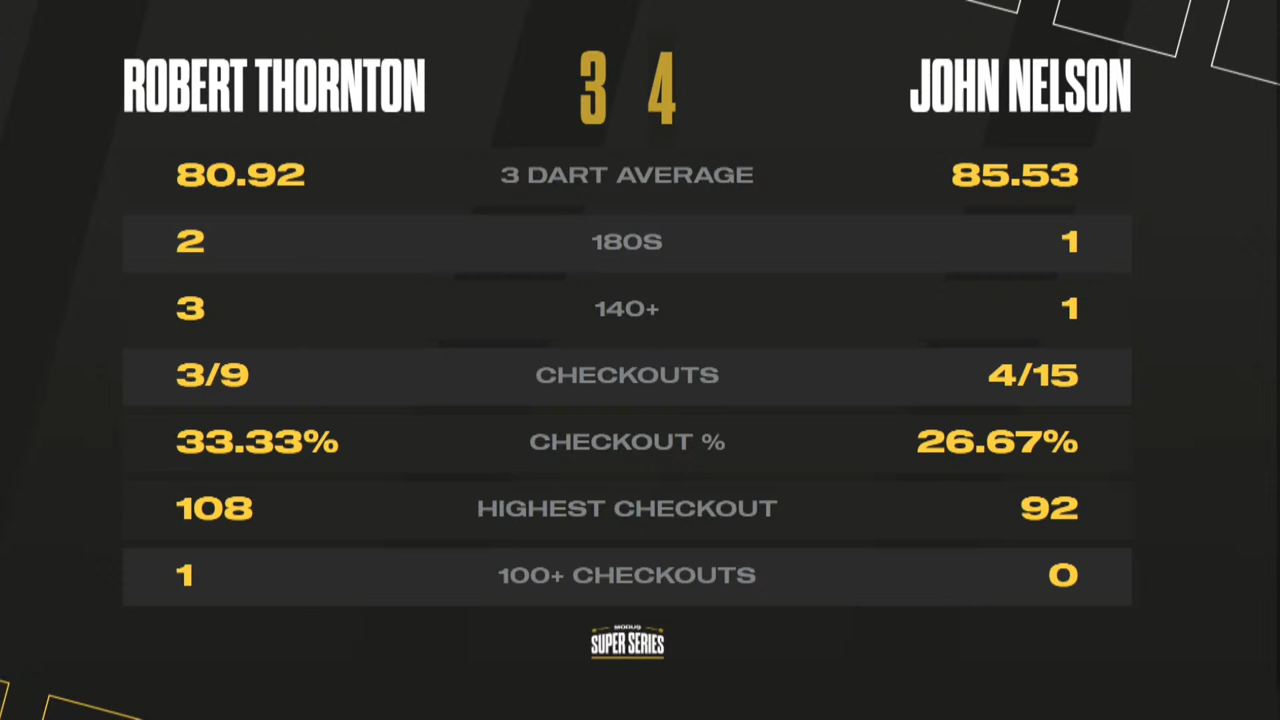 ROBERT THORNTON 3 4 JOHN NELSON
80.92 3 DART AVERAGE 85.53
2 180S 1
3 140+ 1
3/9 CHECKOUTS 4/15
33.33% CHECKOUT % 26.67%
108 HIGHEST CHECKOUT 92
1 100+ CHECKOUTS 0
MODUS
SUPER SERIES